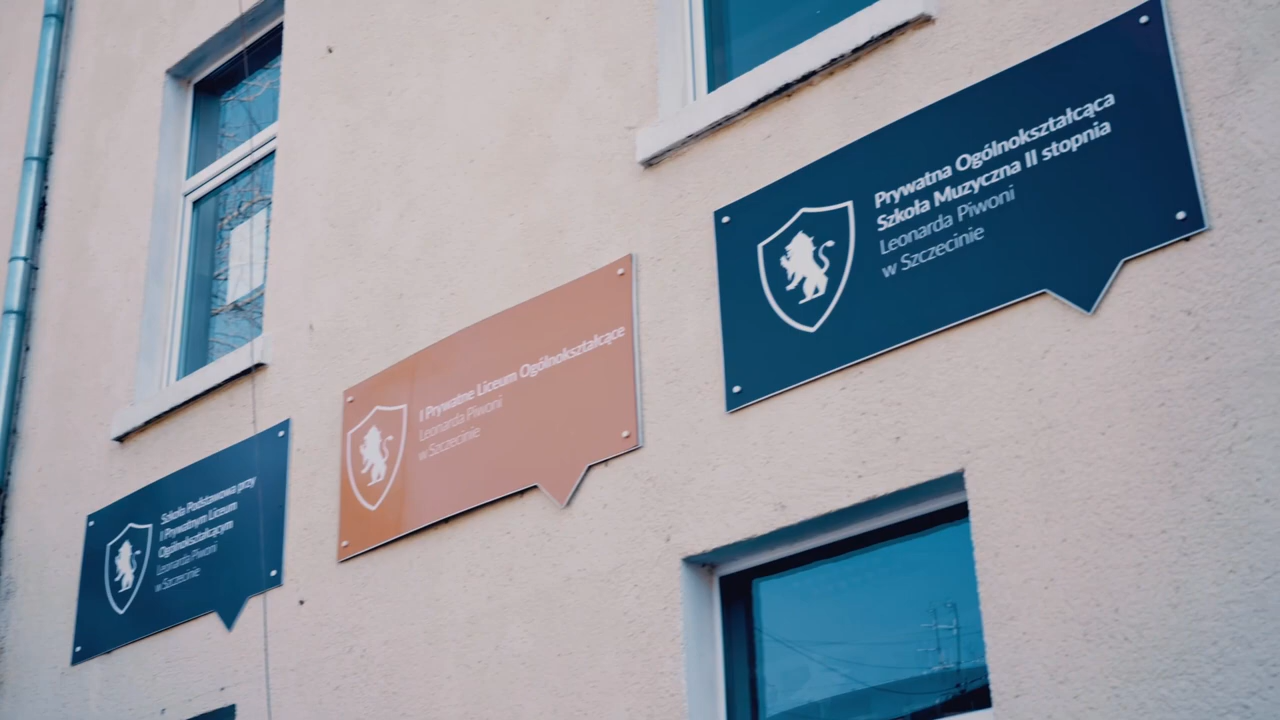 Szkoła Podstawowa przy
I Prywatnym Liceum
Ogólnokształcącym
Leonarda Piwoni
w Szczecinie
I Prywatne Liceum Ogólnokształcące
Leonarda Piwoni
w Szczecinie
Prywatna Ogólnokształcąca
Szkoła Muzyczna II stopnia
Leonarda Piwoni
w Szczecinie